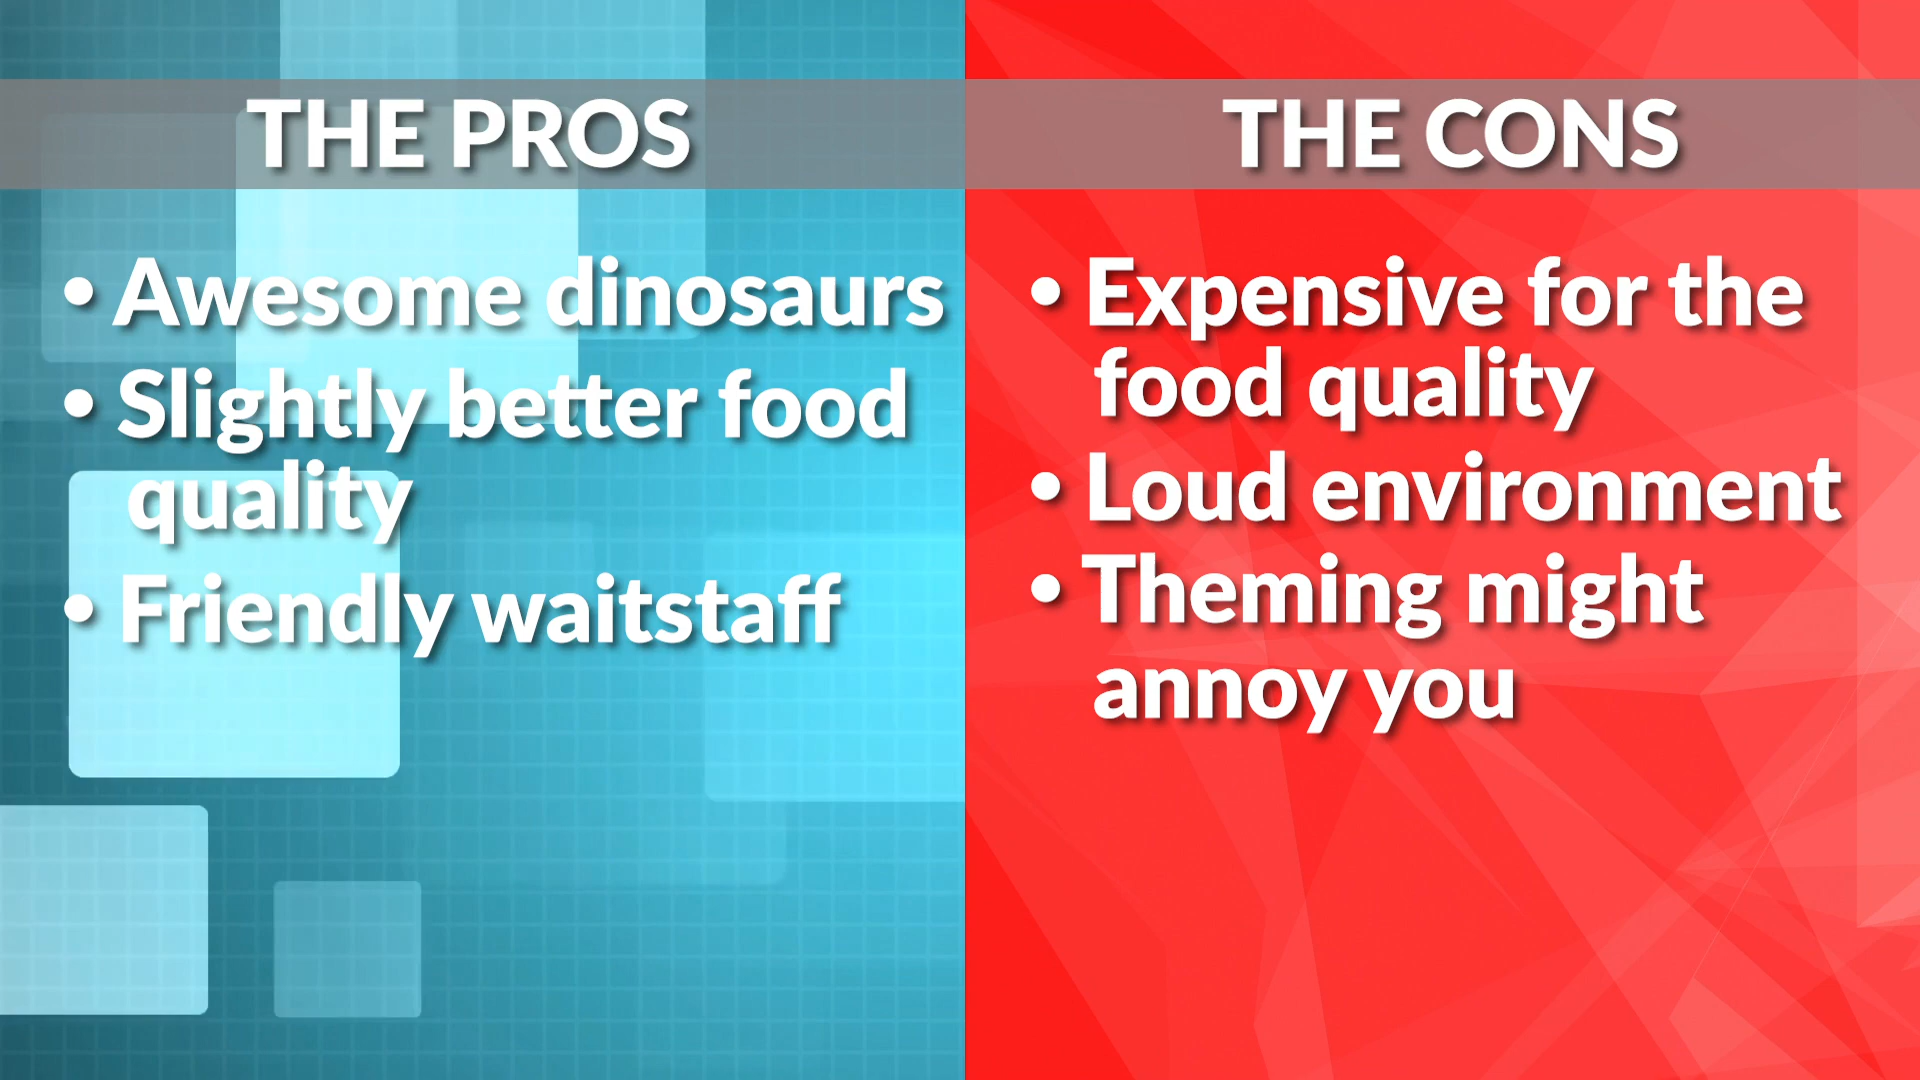 THE PROS
• Awesome dinosaurs
• Slightly better food
quality
• Friendly waitstaff
THE CONS
• Expensive for the
food quality
• Loud environment
• Theming might
annoy you